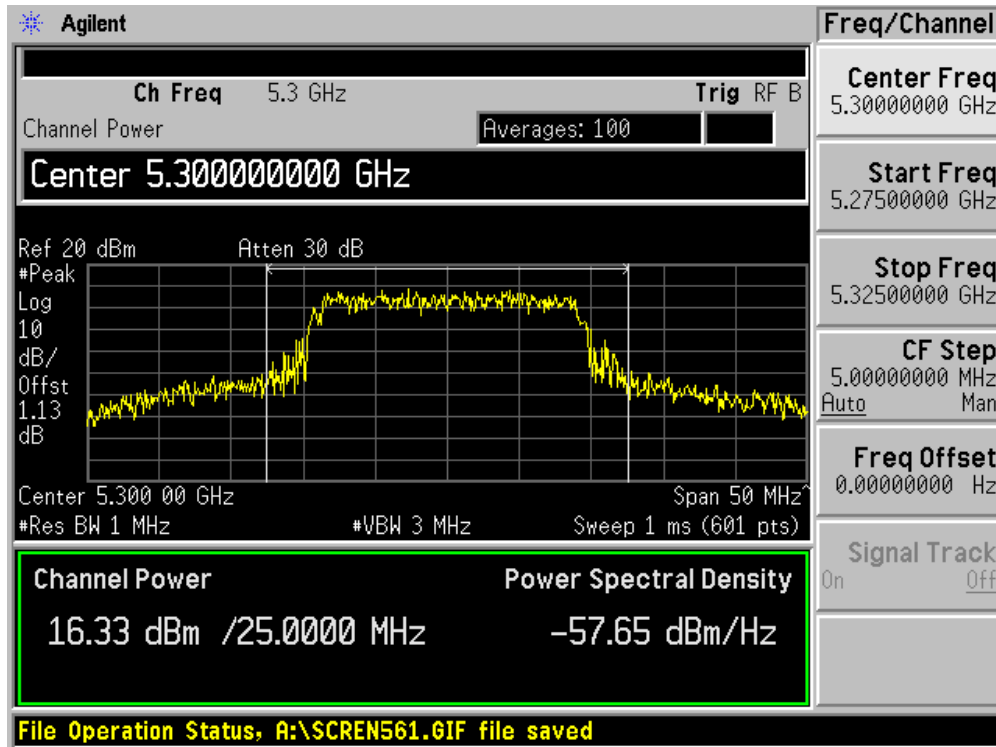 Agilent
Freq/Channel
Ch Freq 5.3 GHz Trig RF B
Channel Power Averages: 100
Center 5.300000000 GHz
Ref 20 dBm Atten 30 dB
#Peak
Log
10
dB/
Offst
1.13
dB
Center 5.300 00 GHz Span 50 MHz^
#Res BW 1 MHz #VBW 3 MHz Sweep 1 ms (601 pts)
Channel Power Power Spectral Density
16.33 dBm /25.0000 MHz -57.65 dBm/Hz
File Operation Status, A:\SCREN561.GIF file saved
Center Freq
5.30000000 GHz
Start Freq
5.27500000 GHz
Stop Freq
5.32500000 GHz
CF Step
5.00000000 MHz
Auto Man
Freq Offset
0.00000000 Hz
Signal Track
On Off